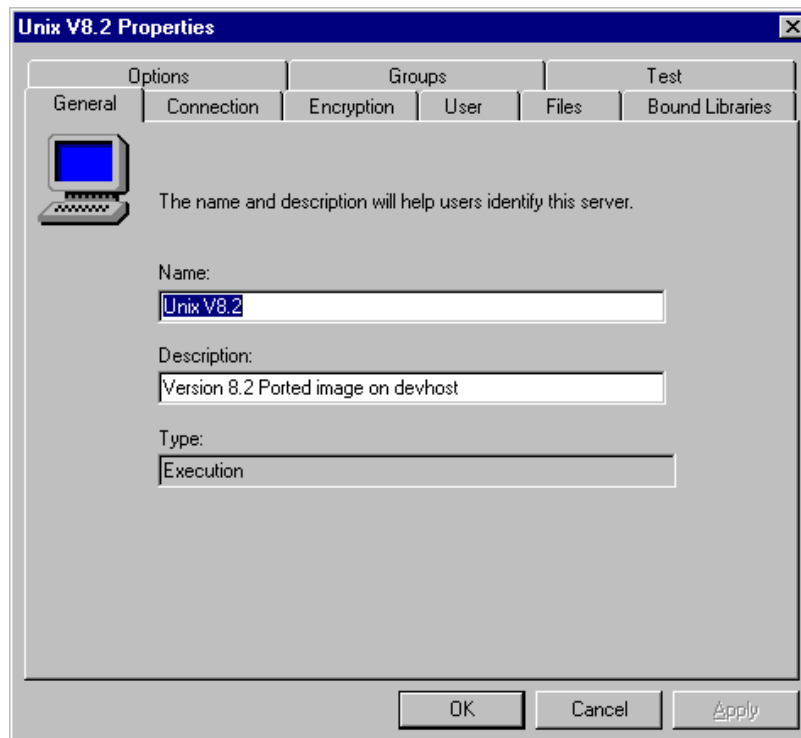 Unix V8.2 Properties
Options Groups Test
General Connection Encryption User Files Bound Libraries
The name and description will help users identify this server.
Name:
Unix V8.2
Description:
Version 8.2 Ported image on devhost
Type:
Execution
OK Cancel Apply